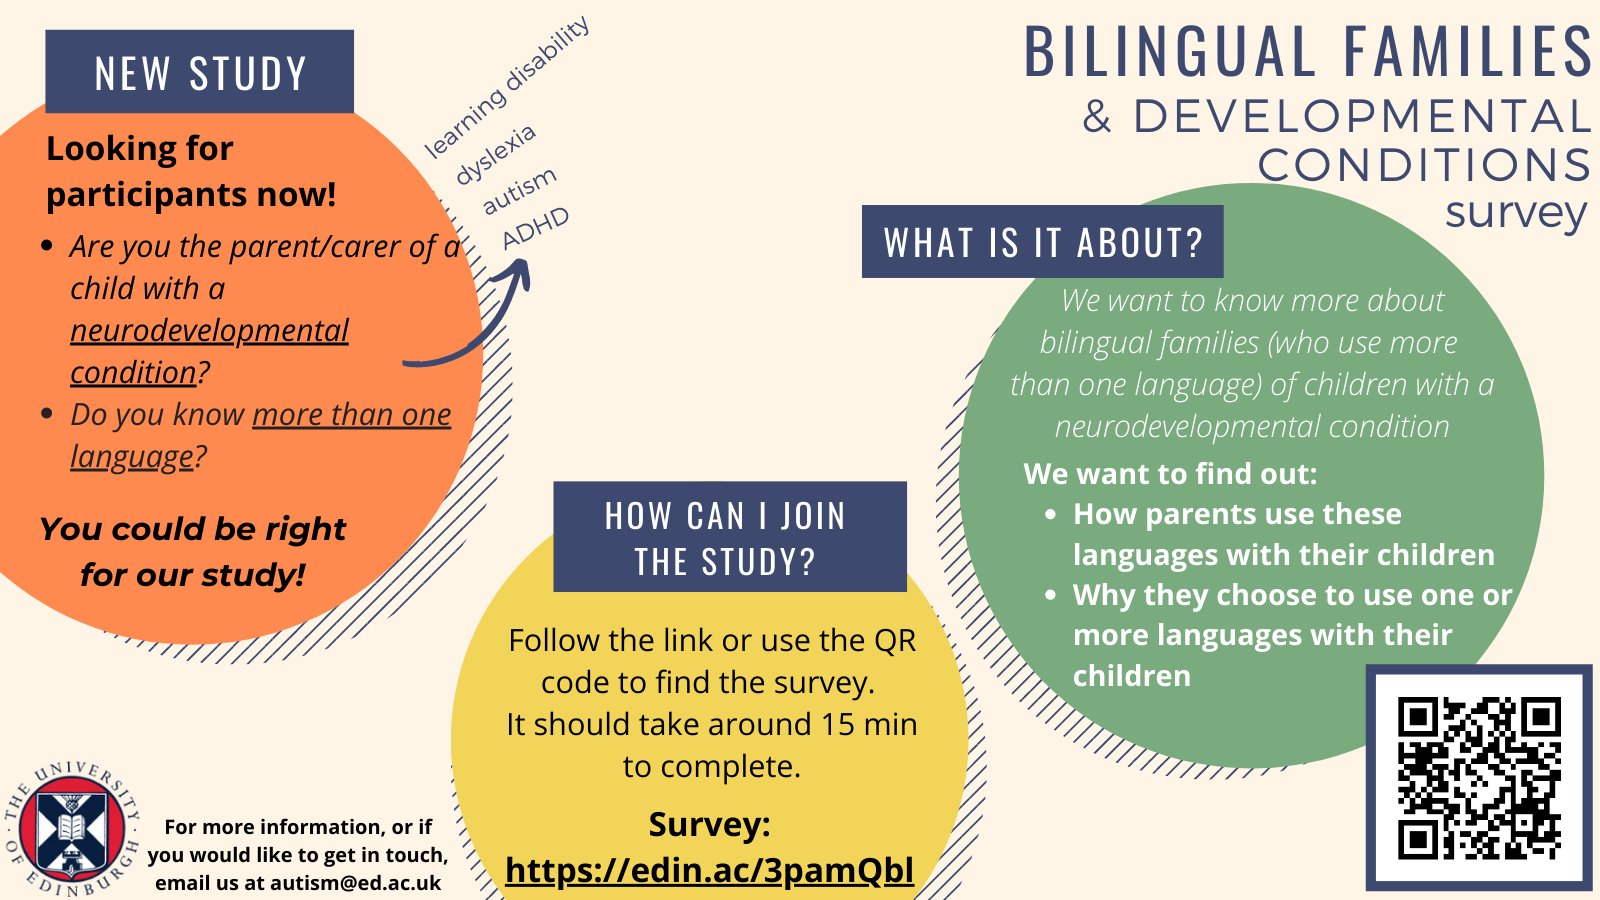 NEW STUDY
Looking for
participants now!
• Are you the parent/carer of a
child with a
neurodevelopmental
condition?
• Do you know more than one
language?
You could be right
for our study!
learning disability
dyslexia
autism
ADHD
BILINGUAL FAMILIES
& DEVELOPMENTAL
CONDITIONS
survey
WHAT IS IT ABOUT?
We want to know more about
bilingual families (who use more
than one language) of children with a
neurodevelopmental condition
We want to find out:
• How parents use these
languages with their children
• Why they choose to use one or
more languages with their
children
HOW CAN I JOIN
THE STUDY?
Follow the link or use the QR
code to find the survey.
It should take around 15 min
to complete.
Survey:
https://edin.ac/3pamQbl
THE UNIVERSITY
OF EDINBURGH
For more information, or if
you would like to get in touch,
email us at autism@ed.ac.uk